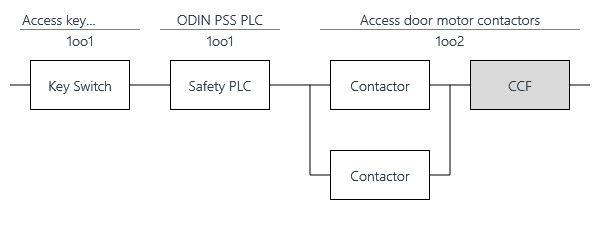 Access key...
ODIN PSS PLC
Access door motor contactors
1oo1
1oo1
1oo2
Key Switch
Safety PLC
Contactor
CCF
Contactor